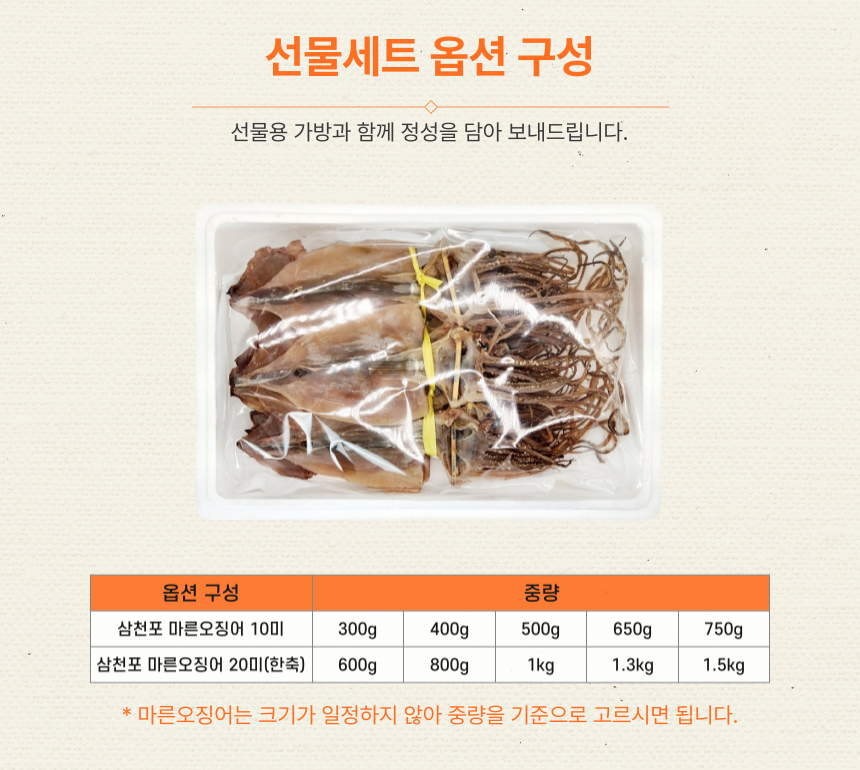 선물세트 옵션 구성
선물용 가방과 함께 정성을 담아 보내드립니다.
옵션 구성 중량
삼천포 마른오징어 10미 300g 400g 500g 650g 750g
삼천포 마른오징어 20미(한축) 600g 800g 1kg 1.3kg 1.5kg
* 마른오징어는 크기가 일정하지 않아 중량을 기준으로 고르시면 됩니다.